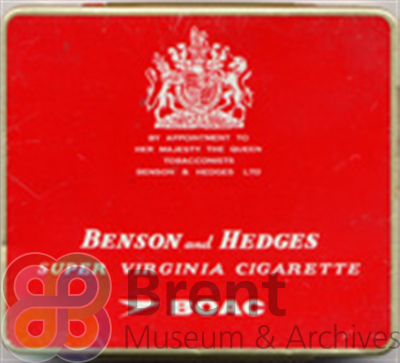 BY APPOINTMENT TO
HER MAJESTY THE QUEEN
TOBACCONISTS
BENSON & HEDGES LTD
BENSON and HEDGES
SUPER VIRGINIA CIGARETTE
BOAC
Brent
Museum & Archives